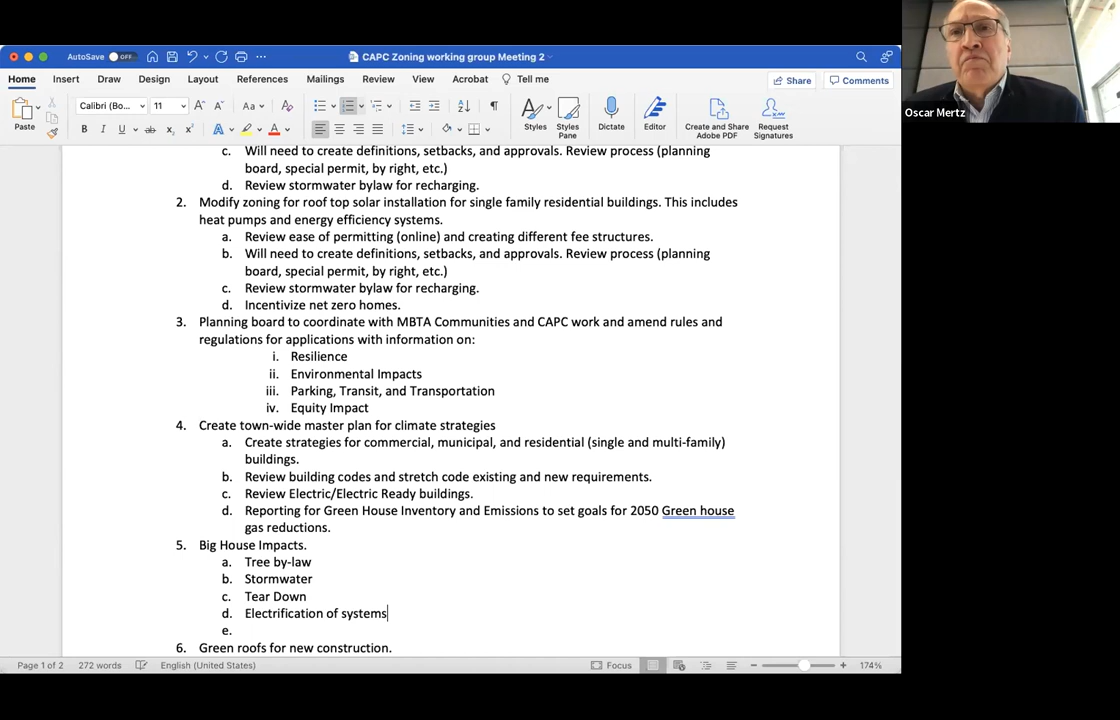 AutoSave OFF
CAPC Zoning working group Meeting 2
Home Insert Draw Design Layout References Mailings Review View Acrobat Tell me
Share Comments
Paste
Calibri (Bo... 11
Aa
Styles
Styles Pane
Dictate
Editor
Create and Share Adobe PDF
Request Signatures
c. Will need to create definitions, setbacks, and approvals. Review process (planning
board, special permit, by right, etc.)
d. Review stormwater bylaw for recharging.
2. Modify zoning for roof top solar installation for single family residential buildings. This includes
heat pumps and energy efficiency systems.
a. Review ease of permitting (online) and creating different fee structures.
b. Will need to create definitions, setbacks, and approvals. Review process (planning
board, special permit, by right, etc.)
c. Review stormwater bylaw for recharging.
d. Incentivize net zero homes.
3. Planning board to coordinate with MBTA Communities and CAPC work and amend rules and
regulations for applications with information on:
i. Resilience
ii. Environmental Impacts
iii. Parking, Transit, and Transportation
iv. Equity Impact
4. Create town-wide master plan for climate strategies
a. Create strategies for commercial, municipal, and residential (single and multi-family)
buildings.
b. Review building codes and stretch code existing and new requirements.
c. Review Electric/Electric Ready buildings.
d. Reporting for Green House Inventory and Emissions to set goals for 2050 Green house
gas reductions.
5. Big House Impacts.
a. Tree by-law
b. Stormwater
c. Tear Down
d. Electrification of systems
e.
6. Green roofs for new construction.
Page 1 of 2 272 words English (United States) Focus 174%
Oscar Mertz